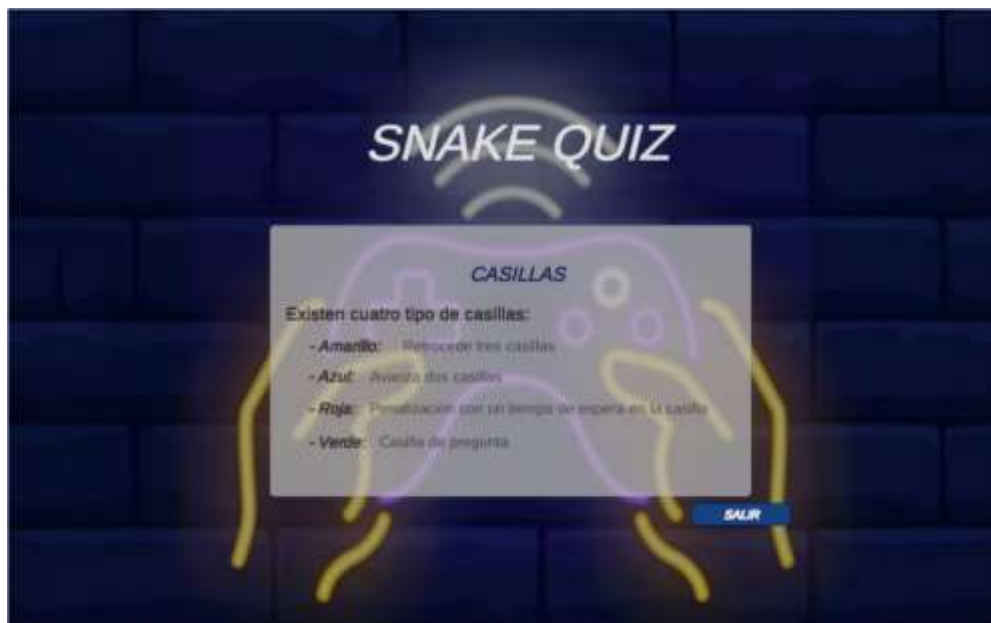 SNAKE QUIZ
CASILLAS
Existen cuatro tipo de casillas:
- Amarillo: Retrocede tres casillas
- Azul: Avanza dos casillas
- Roja: Penalización con un tiempo de espera en la casilla
- Verde: Casilla de pregunta
SALIR